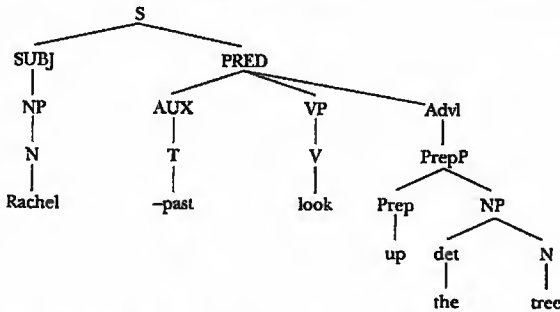 S
SUBJ PRED
NP AUX VP Advl
N T V PrepP
Rachel –past look Prep NP
up det N
the tree